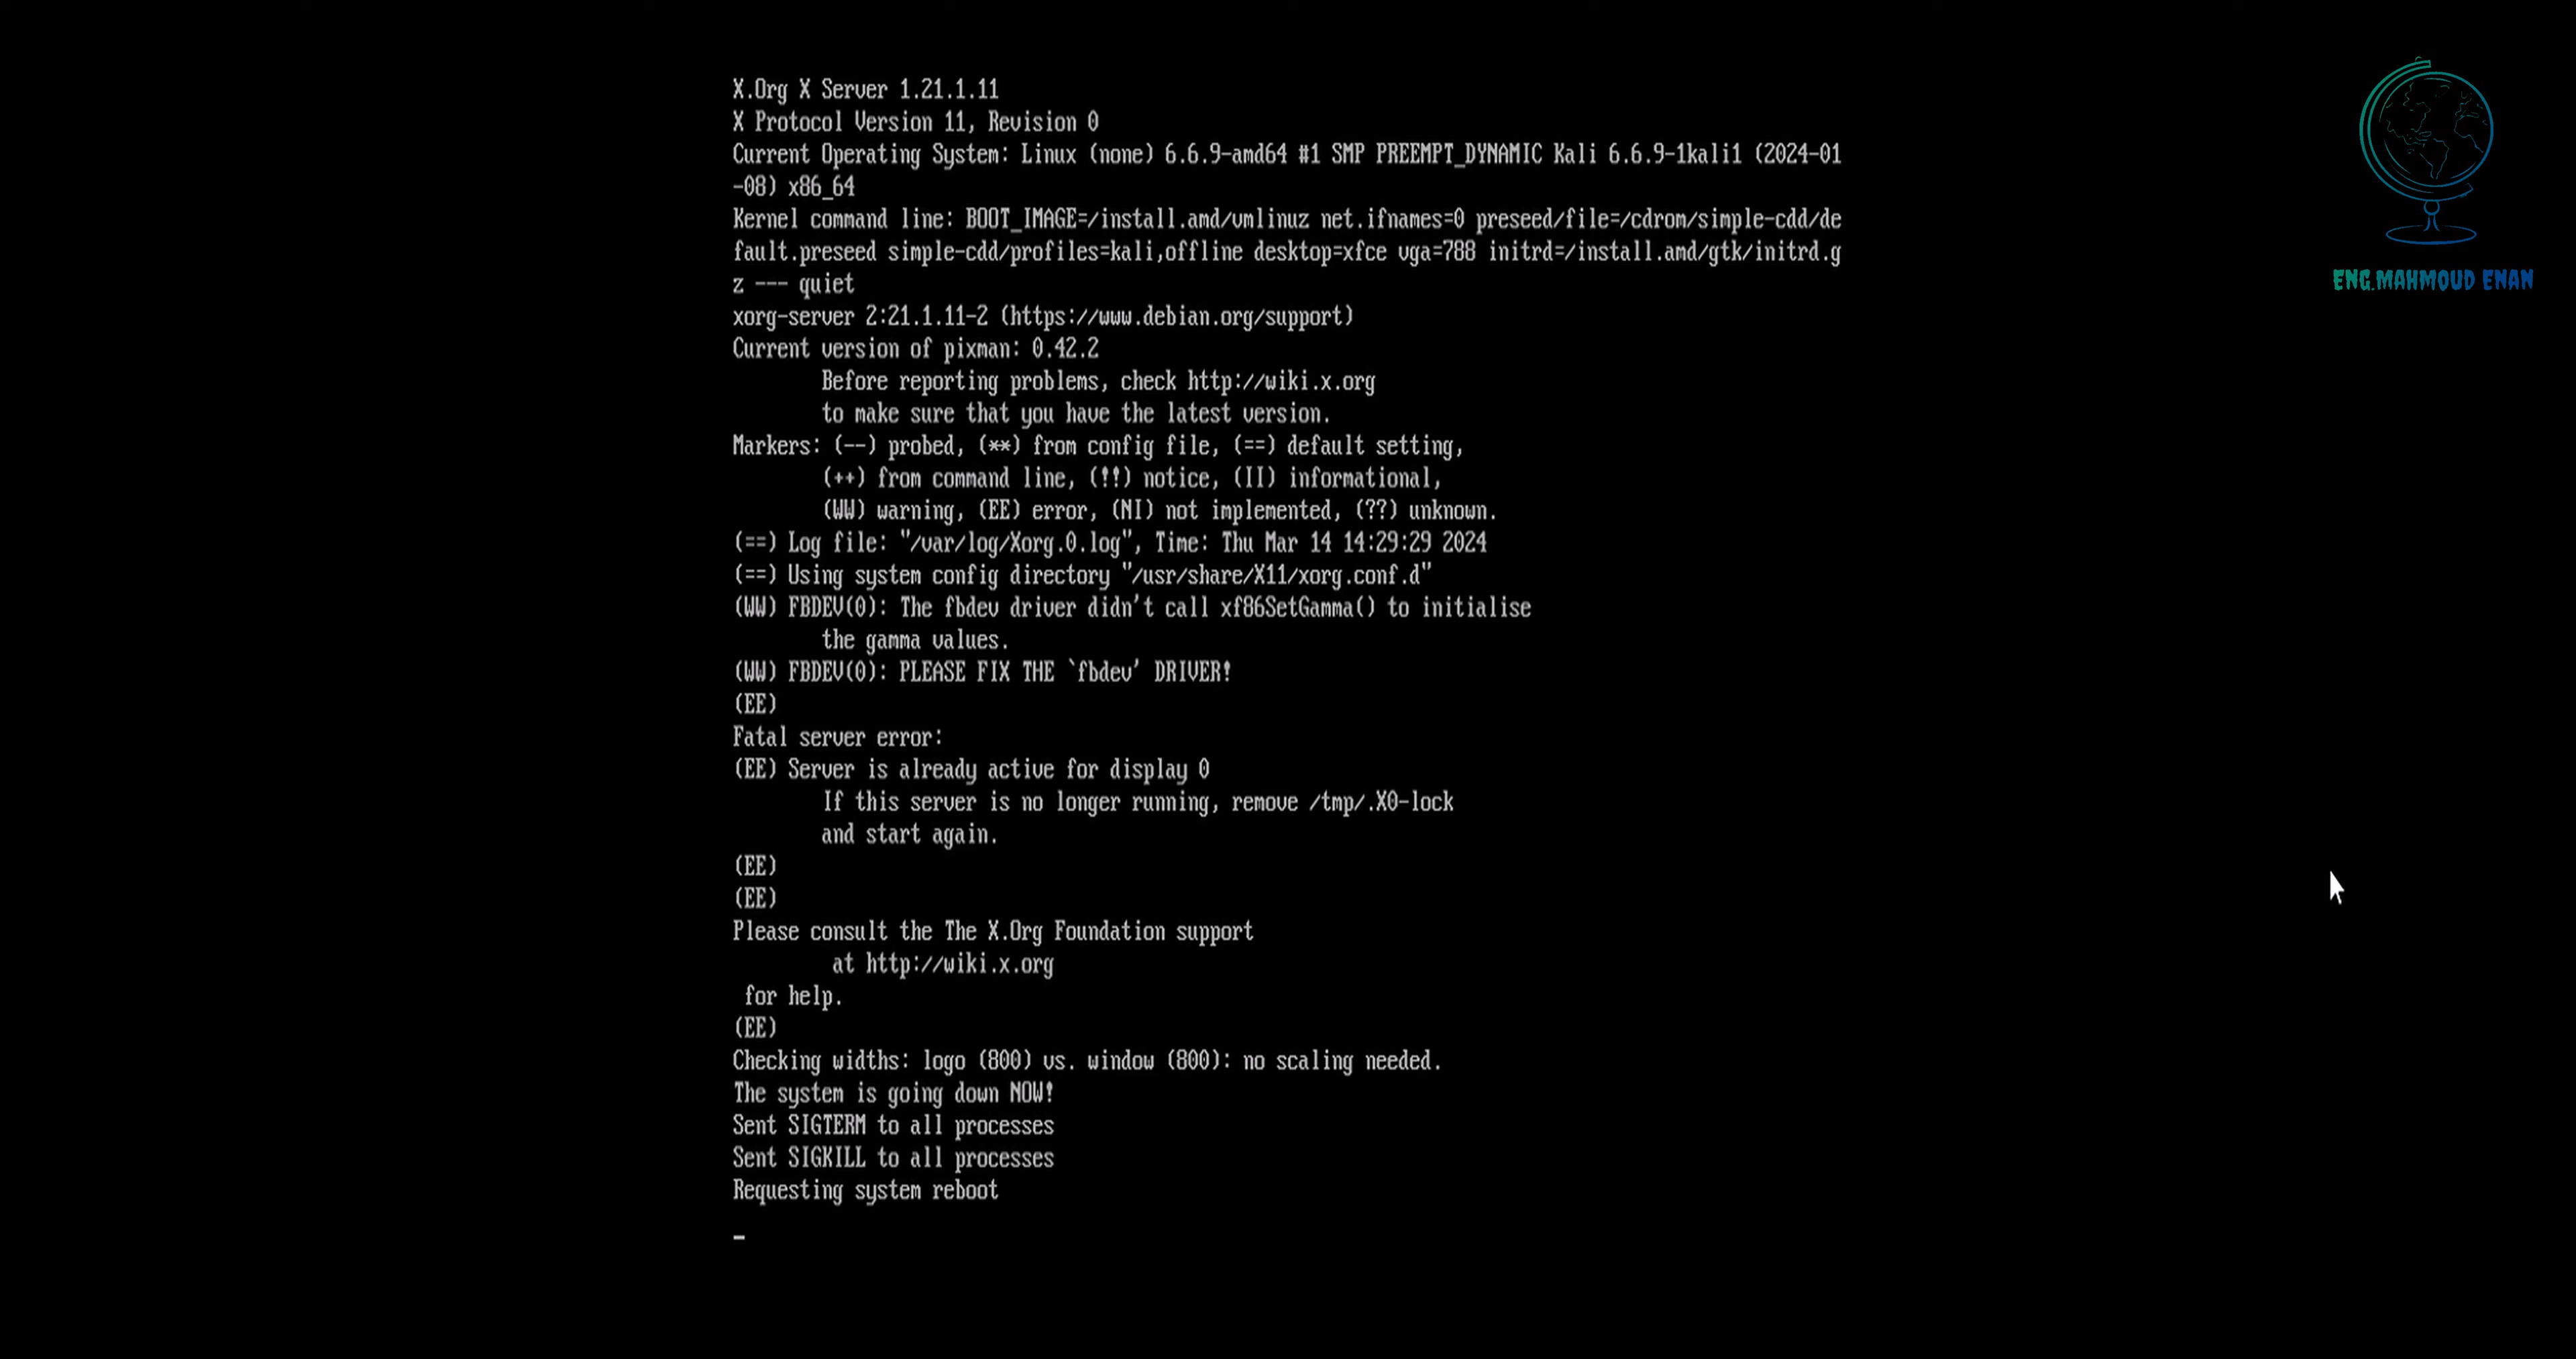 X.Org X Server 1.21.1.11
X Protocol Version 11, Revision 0
Current Operating System: Linux (none) 6.6.9-amd64 #1 SMP PREEMPT_DYNAMIC Kali 6.6.9-1kali1 (2024-01
-08) x86_64
Kernel command line: BOOT_IMAGE=/install.amd/vmlinuz net.ifnames=0 preseed/file=/cdrom/simple-cdd/de
fault.preseed simple-cdd/profiles=kali,offline desktop=xfce vga=788 initrd=/install.amd/gtk/initrd.g
z --- quiet
xorg-server 2:21.1.11-2 (https://www.debian.org/support)
Current version of pixman: 0.42.2
Before reporting problems, check http://wiki.x.org
to make sure that you have the latest version.
Markers: (--) probed, (**) from config file, (==) default setting,
(++) from command line, (!!) notice, (II) informational,
(WW) warning, (EE) error, (NI) not implemented, (??) unknown.
(==) Log file: "/var/log/Xorg.0.log", Time: Thu Mar 14 14:29:29 2024
(==) Using system config directory "/usr/share/X11/xorg.conf.d"
(WW) FBDEV(0): The fbdev driver didn't call xf86SetGamma() to initialise
the gamma values.
(WW) FBDEV(0): PLEASE FIX THE `fbdev' DRIVER!
(EE)
Fatal server error:
(EE) Server is already active for display 0
If this server is no longer running, remove /tmp/.X0-lock
and start again.
(EE)
(EE)
Please consult the The X.Org Foundation support
at http://wiki.x.org
for help.
(EE)
Checking widths: logo (800) vs. window (800): no scaling needed.
The system is going down NOW!
Sent SIGTERM to all processes
Sent SIGKILL to all processes
Requesting system reboot
ENG.MAHMOUD ENAN